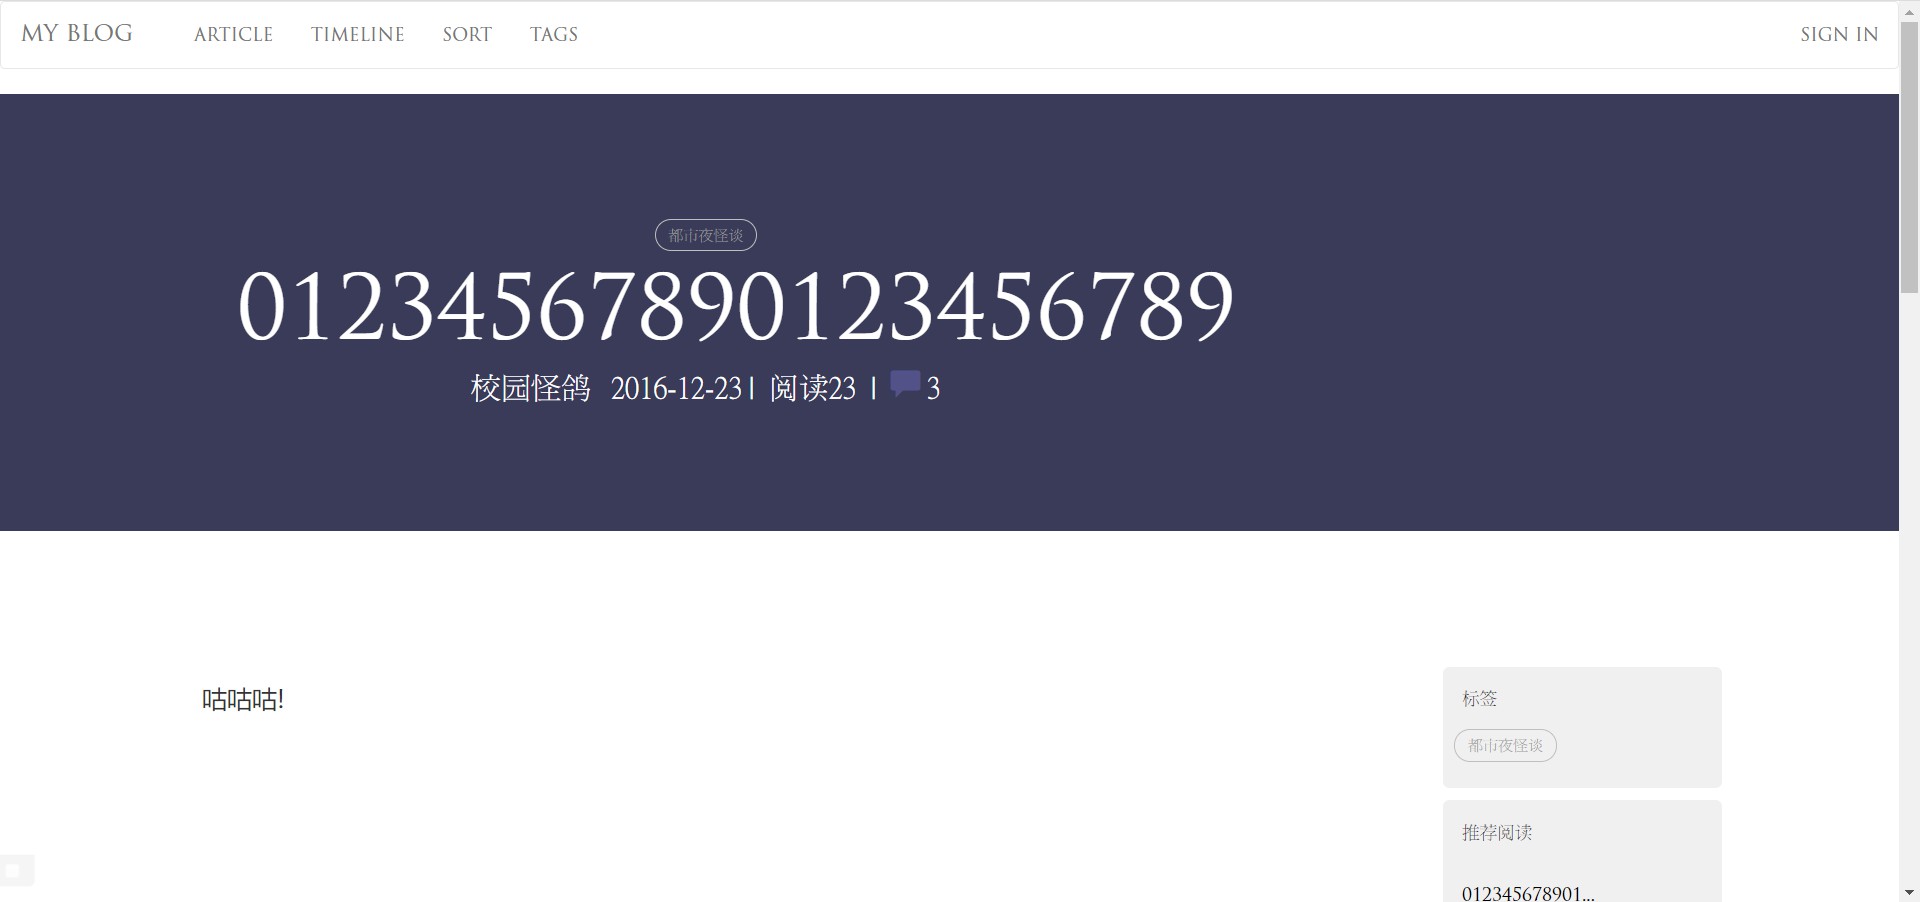 MY BLOG ARTICLE TIMELINE SORT TAGS SIGN IN
都市夜怪谈
01234567890123456789
校园怪鸽 2016-12-23 | 阅读23 | 3
咕咕咕!
标签
都市夜怪谈
推荐阅读
012345678901...